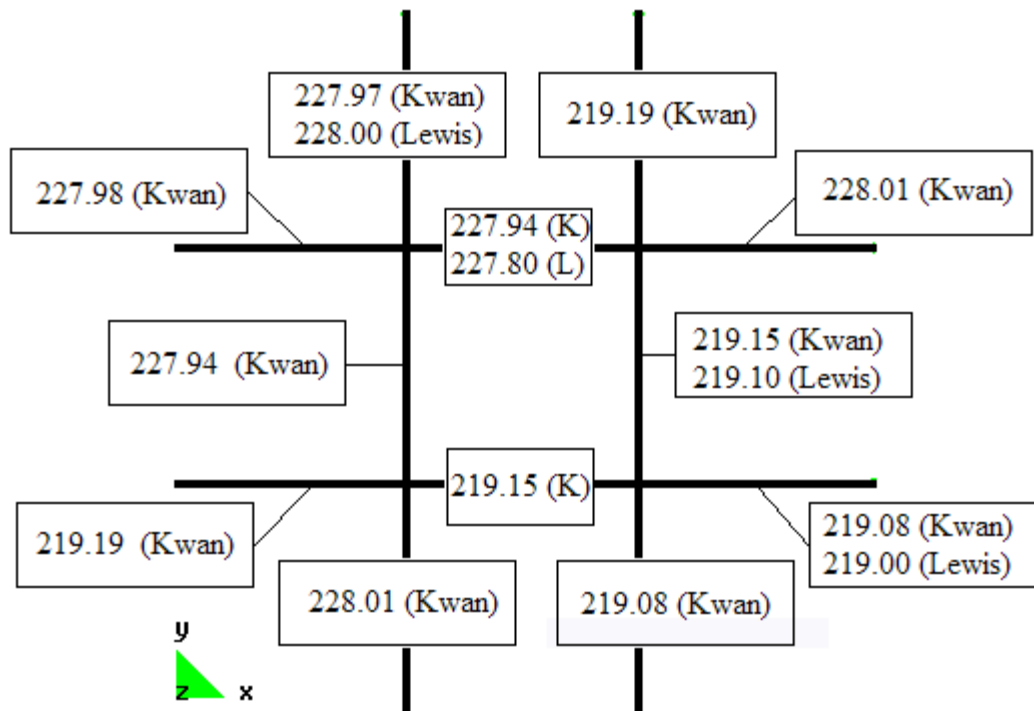 227.97 (Kwan)
228.00 (Lewis)
219.19 (Kwan)
227.98 (Kwan)
228.01 (Kwan)
227.94 (K)
227.80 (L)
227.94 (Kwan)
219.15 (Kwan)
219.10 (Lewis)
219.15 (K)
219.19 (Kwan)
219.08 (Kwan)
219.00 (Lewis)
228.01 (Kwan)
219.08 (Kwan)
y
z
x